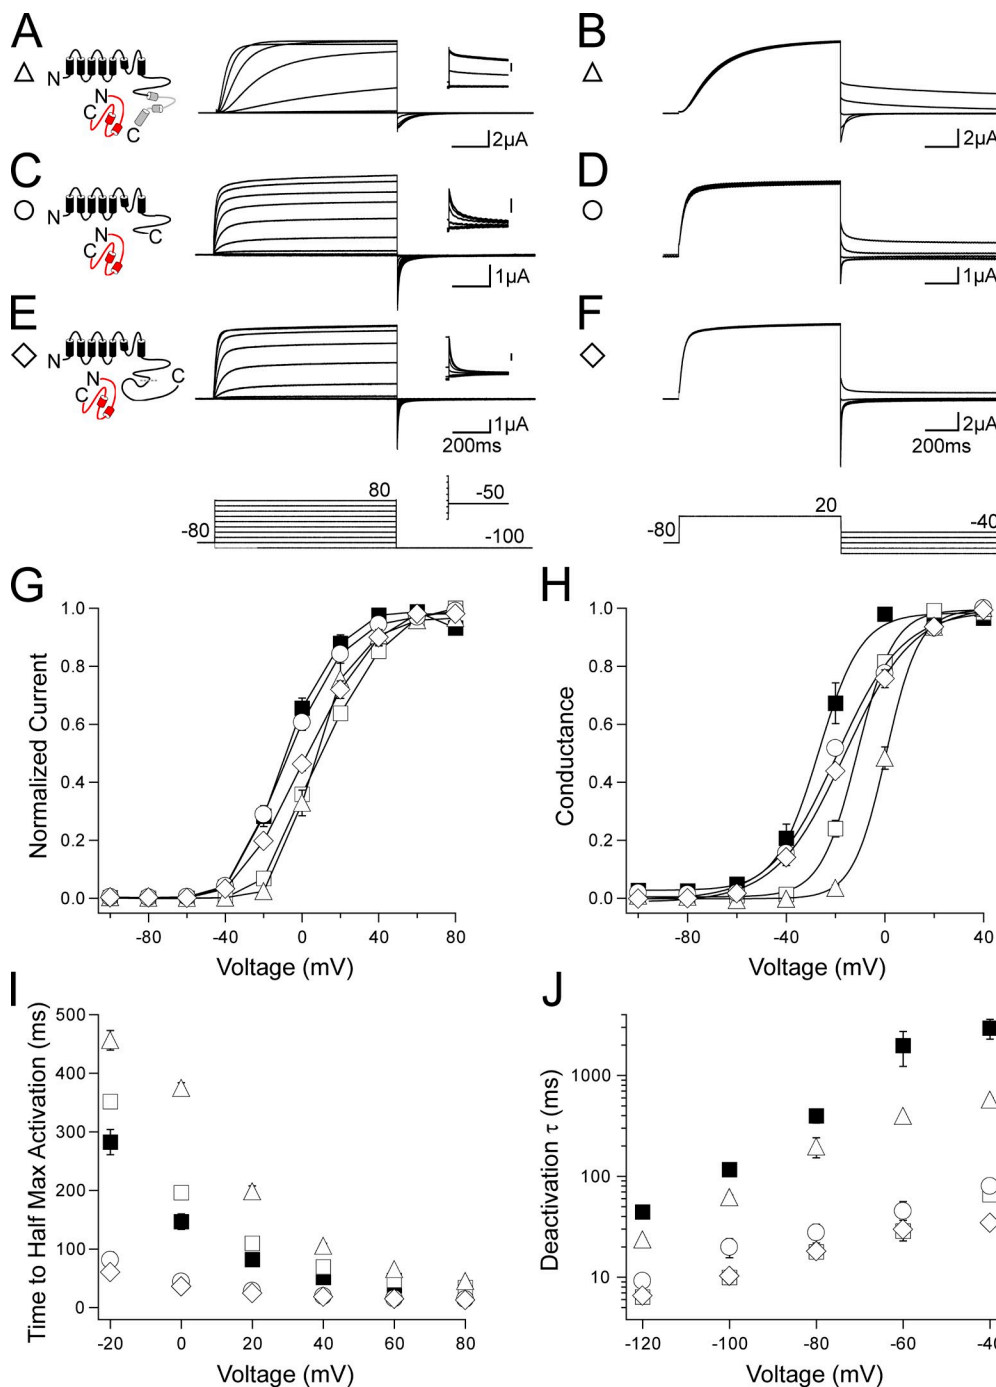 A
N
N
C
C
2μA
B
2μA
C
N
N
C
C
1μA
D
1μA
E
N
N
C
C
1μA
200ms
F
2μA
200ms
80
-50
-80
-100
20
-40
-80
G
Normalized Current
1.0
0.8
0.6
0.4
0.2
0.0
-80
-40
0
40
80
Voltage (mV)
H
Conductance
1.0
0.8
0.6
0.4
0.2
0.0
-80
-40
0
40
Voltage (mV)
I
Time to Half Max Activation (ms)
500
400
300
200
100
0
-20
0
20
40
60
80
Voltage (mV)
J
Deactivation τ (ms)
1000
100
10
-120
-100
-80
-60
-40
Voltage (mV)